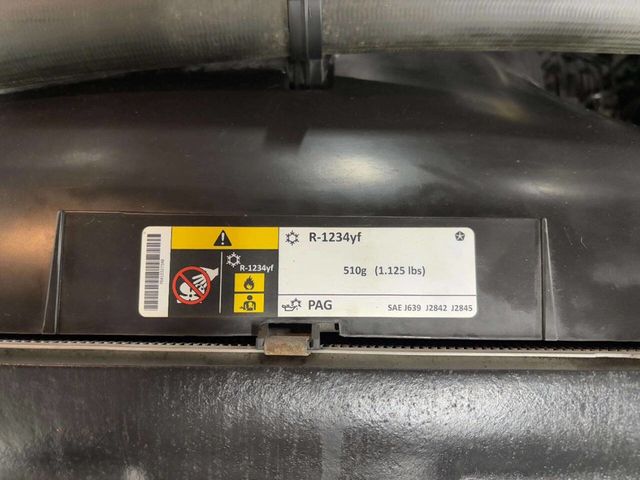 R-1234yf
R-1234yf
510g (1.125 lbs)
PAG
SAE J639 J2842 J2845